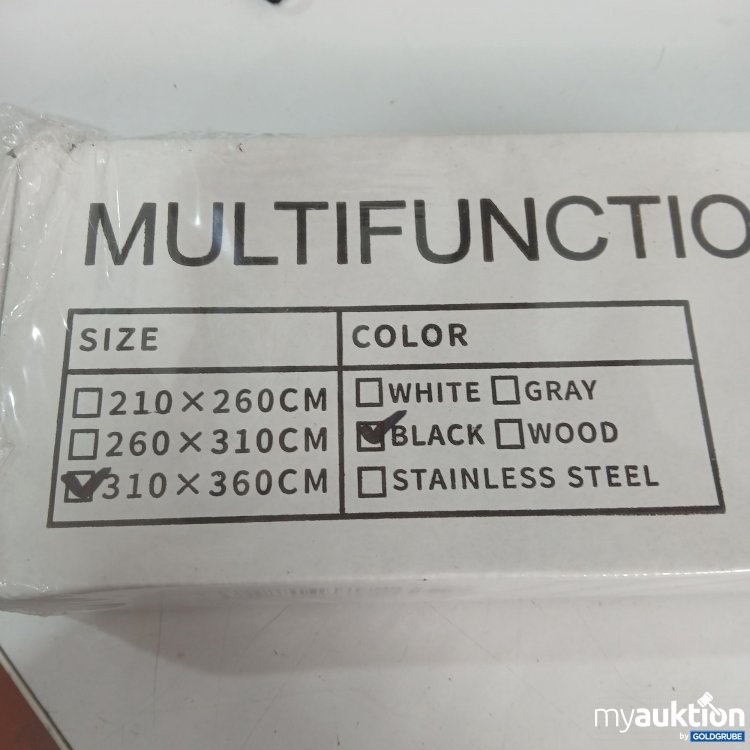 MULTIFUNCTIO
SIZE
COLOR
☐210×260CM
☐260×310CM
☑310×360CM
☐WHITE ☐GRAY
☑BLACK ☐WOOD
☐STAINLESS STEEL
myauktion
by GOLDGRUBE